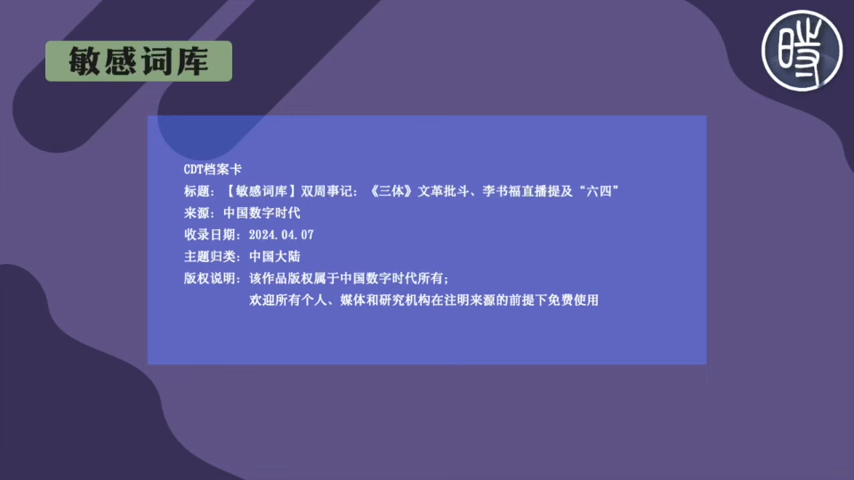 敏感词库
時
CDT档案卡
标题：【敏感词库】双周事记：《三体》文革批斗、李书福直播提及“六四”
来源：中国数字时代
收录日期：2024.04.07
主题归类：中国大陆
版权说明：该作品版权属于中国数字时代所有；
欢迎所有个人、媒体和研究机构在注明来源的前提下免费使用